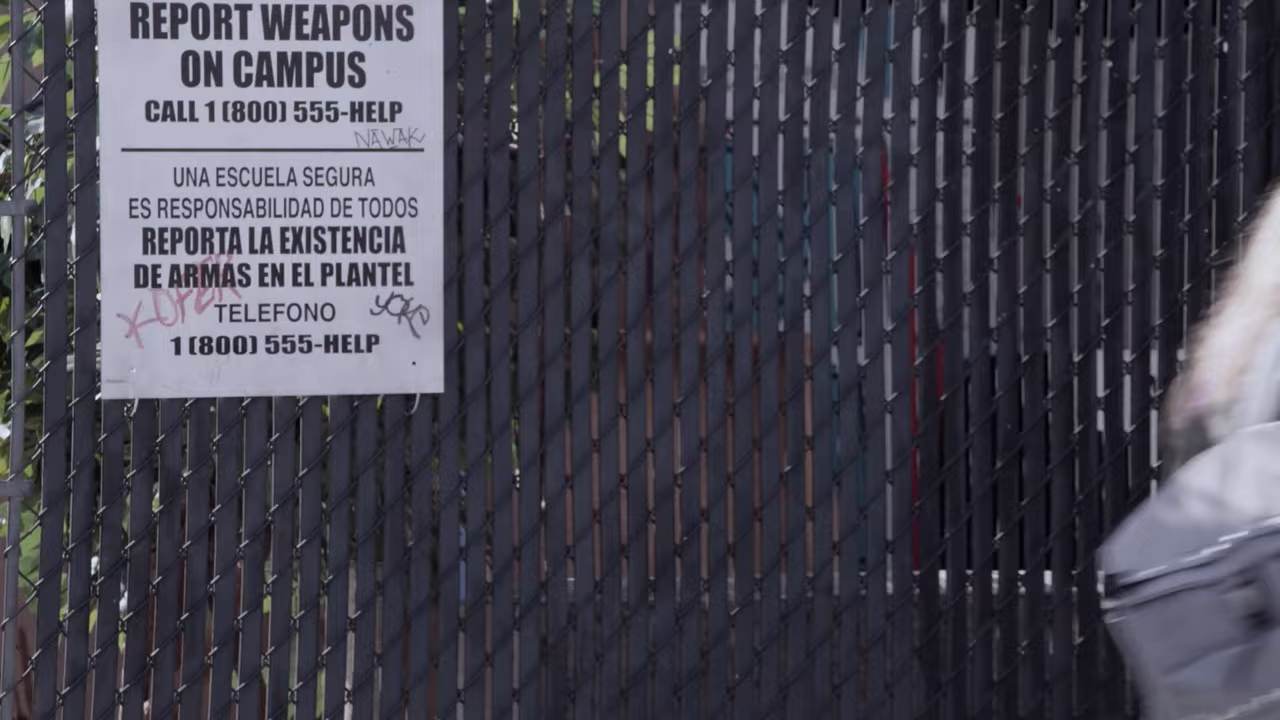 REPORT WEAPONS
ON CAMPUS
CALL 1 (800) 555-HELP
NAWAK
UNA ESCUELA SEGURA
ES RESPONSABILIDAD DE TODOS
REPORTA LA EXISTENCIA
DE ARMAS EN EL PLANTEL
TELEFONO
1 (800) 555-HELP